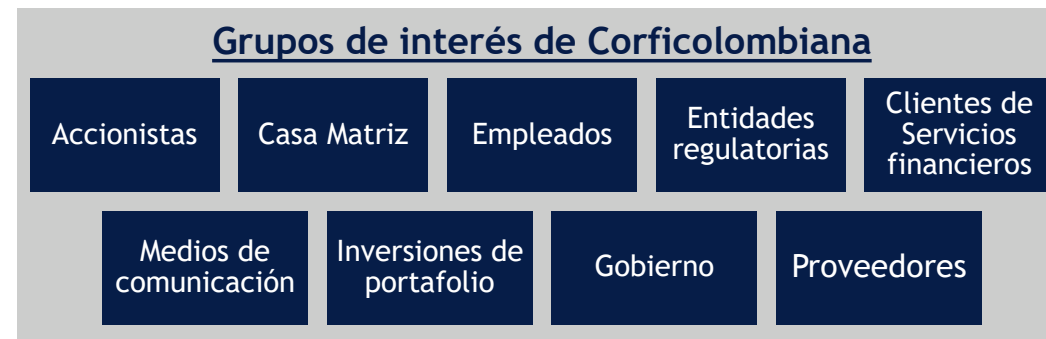 Grupos de interés de Corficolombiana
Accionistas
Casa Matriz
Empleados
Entidades
regulatorias
Clientes de
Servicios
financieros
Medios de
comunicación
Inversiones de
portafolio
Gobierno
Proveedores